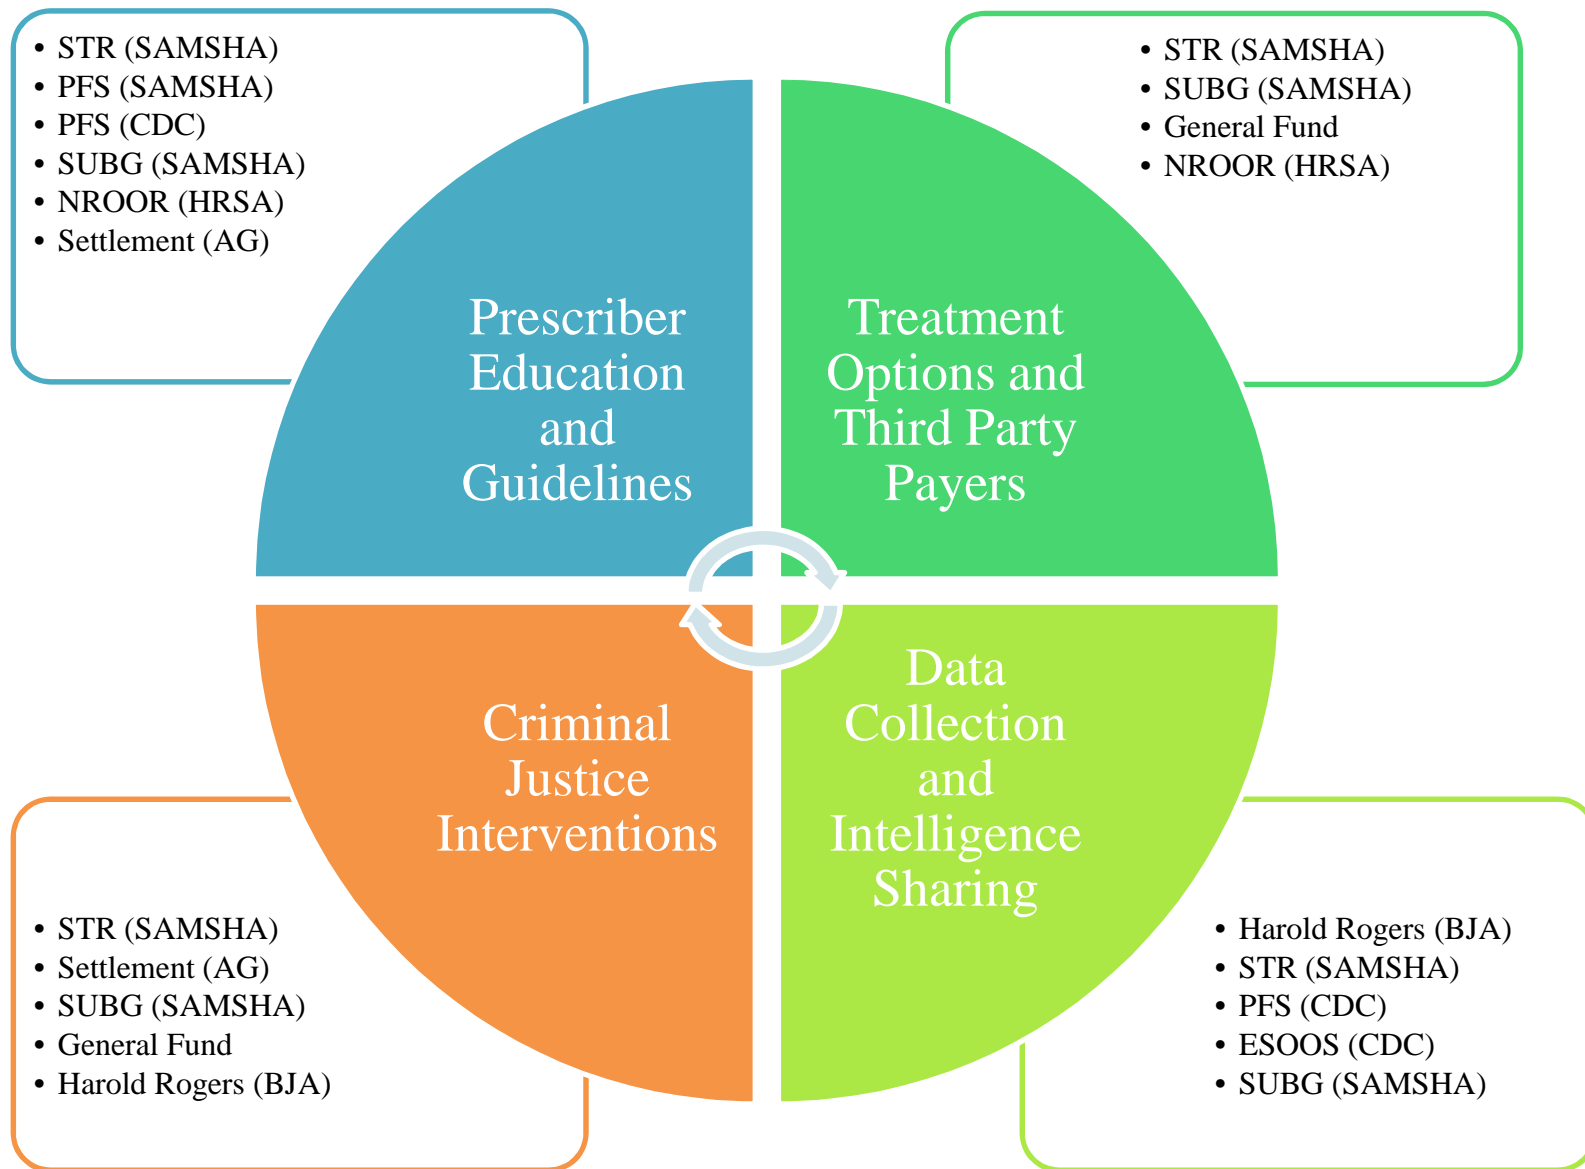 • STR (SAMSHA)
• PFS (SAMSHA)
• PFS (CDC)
• SUBG (SAMSHA)
• NROOR (HRSA)
• Settlement (AG)
• STR (SAMSHA)
• SUBG (SAMSHA)
• General Fund
• NROOR (HRSA)
Prescriber
Education
and
Guidelines
Treatment
Options and
Third Party
Payers
Criminal
Justice
Interventions
Data
Collection
and
Intelligence
Sharing
• STR (SAMSHA)
• Settlement (AG)
• SUBG (SAMSHA)
• General Fund
• Harold Rogers (BJA)
• Harold Rogers (BJA)
• STR (SAMSHA)
• PFS (CDC)
• ESOOS (CDC)
• SUBG (SAMSHA)